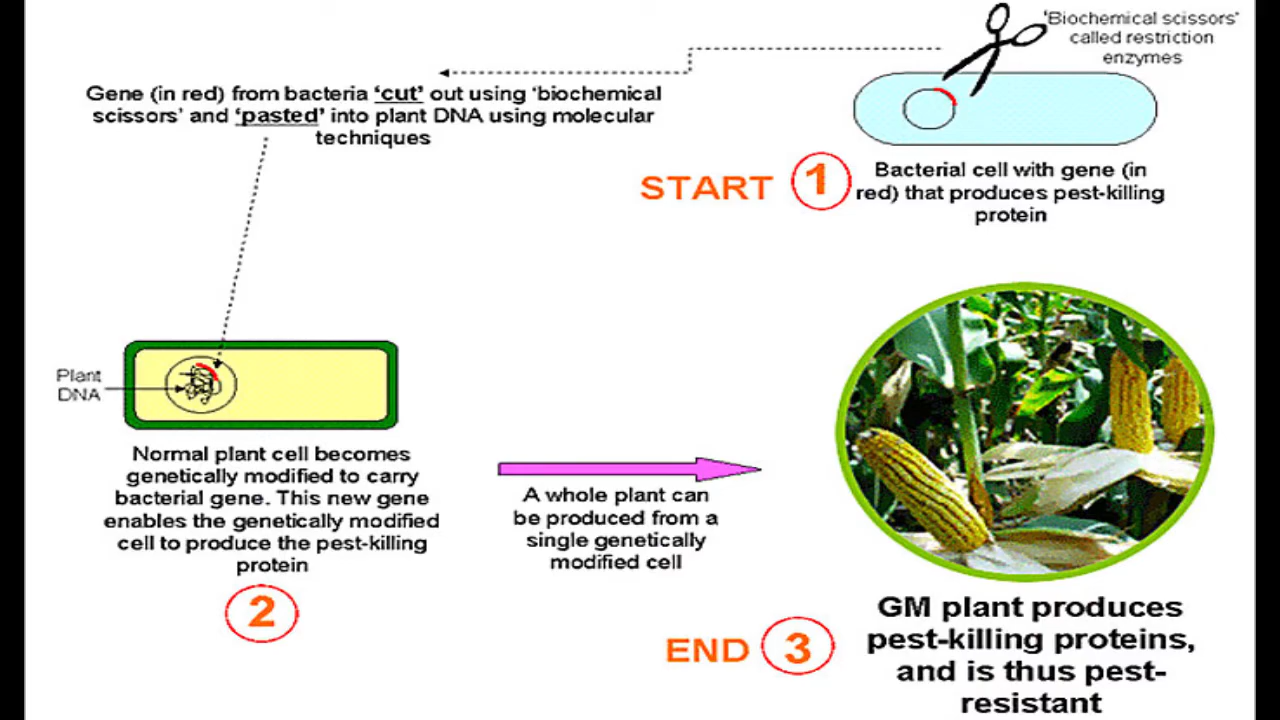 'Biochemical scissors'
called restriction
enzymes
START 1
Bacterial cell with gene (in
red) that produces pest-killing
protein
Gene (in red) from bacteria 'cut' out using 'biochemical
scissors' and 'pasted' into plant DNA using molecular
techniques
Plant
DNA
Normal plant cell becomes
genetically modified to carry
bacterial gene. This new gene
enables the genetically modified
cell to produce the pest-killing
protein
2
A whole plant can
be produced from a
single genetically
modified cell
END 3
GM plant produces
pest-killing proteins,
and is thus pest-
resistant